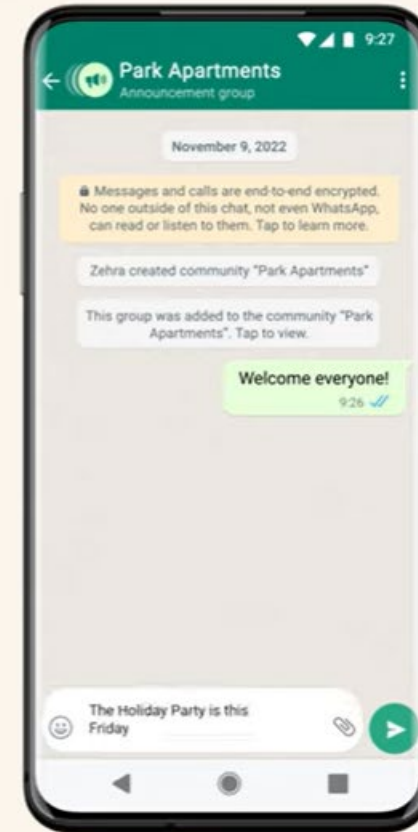 9:27
Park Apartments
Announcement group
November 9, 2022
Messages and calls are end-to-end encrypted.
No one outside of this chat, not even WhatsApp,
can read or listen to them. Tap to learn more.
Zehra created community "Park Apartments"
This group was added to the community "Park
Apartments". Tap to view.
Welcome everyone!
9:26
The Holiday Party is this
Friday